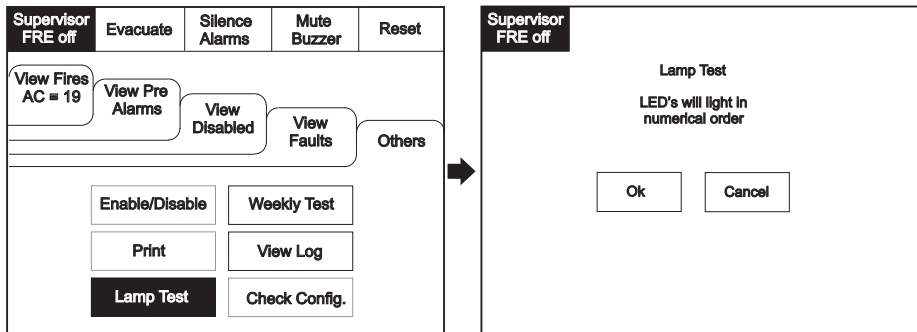 Supervisor
FRE off
Evacuate
Silence
Alarms
Mute
Buzzer
Reset
View Fires
AC = 19
View Pre
Alarms
View
Disabled
View
Faults
Others
Enable/Disable
Weekly Test
Print
View Log
Lamp Test
Check Config.
Supervisor
FRE off
Lamp Test
LED's will light in
numerical order
Ok
Cancel